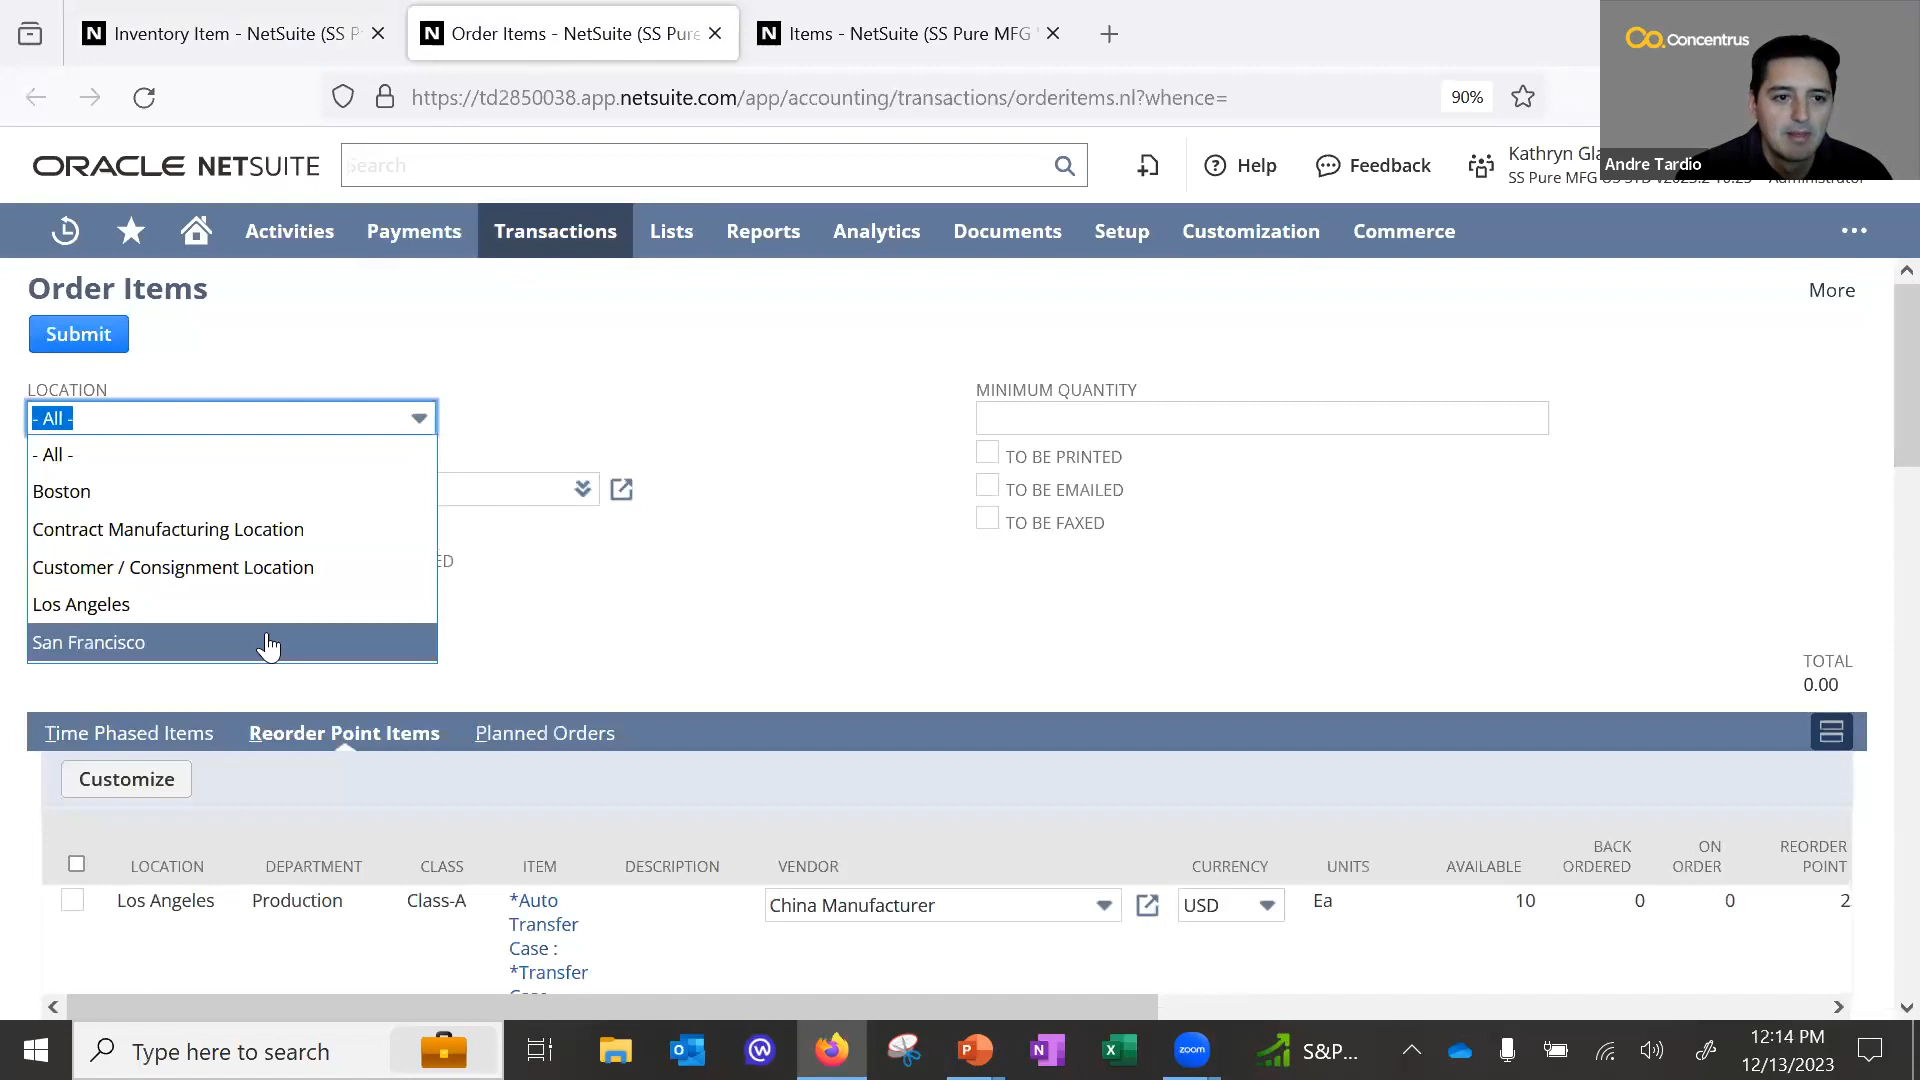 Inventory Item - NetSuite (SS P
Order Items - NetSuite (SS Pure
Items - NetSuite (SS Pure MFG
Concentrus
https://td2850038.app.netsuite.com/app/accounting/transactions/orderitems.nl?whence=
90%
ORACLE NETSUITE
Search
Help
Feedback
Kathryn Gla
Andre Tardio
Activities
Payments
Transactions
Lists
Reports
Analytics
Documents
Setup
Customization
Commerce
Order Items
More
Submit
LOCATION
- All -
- All -
Boston
Contract Manufacturing Location
Customer / Consignment Location
Los Angeles
San Francisco
ED
MINIMUM QUANTITY
TO BE PRINTED
TO BE EMAILED
TO BE FAXED
TOTAL
0.00
Time Phased Items
Reorder Point Items
Planned Orders
Customize
LOCATION
DEPARTMENT
CLASS
ITEM
DESCRIPTION
VENDOR
CURRENCY
UNITS
AVAILABLE
BACK
ORDERED
ON
ORDER
REORDER
POINT
Los Angeles
Production
Class-A
*Auto
Transfer
Case :
*Transfer
China Manufacturer
USD
Ea
10
0
0
2
Type here to search
zoom
S&P...
12:14 PM
12/13/2023